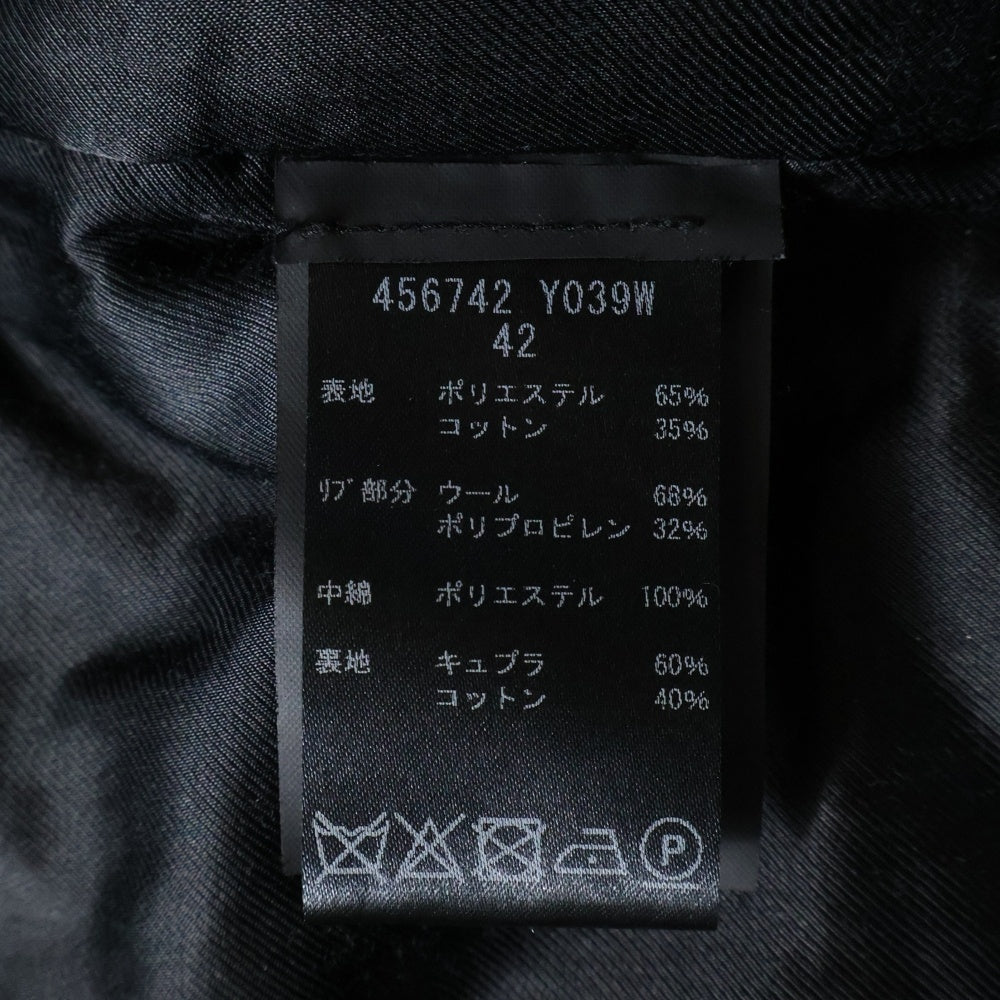 456742 Y039W
42
表地 ポリエステル 65%
コットン 35%
ﾘﾌﾞ部分 ウール 68%
ポリプロピレン 32%
中綿 ポリエステル 100%
裏地 キュプラ 60%
コットン 40%
P